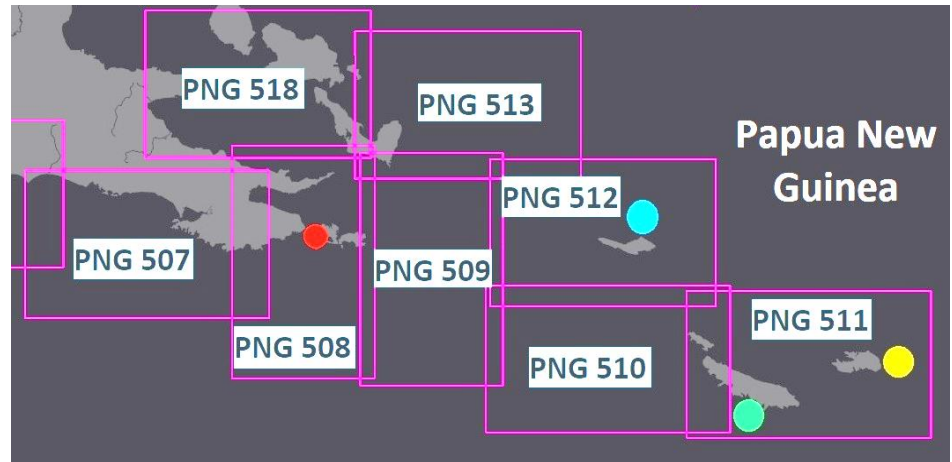 PNG 518
PNG 513
Papua New
Guinea
PNG 512
PNG 507
PNG 509
PNG 511
PNG 508
PNG 510